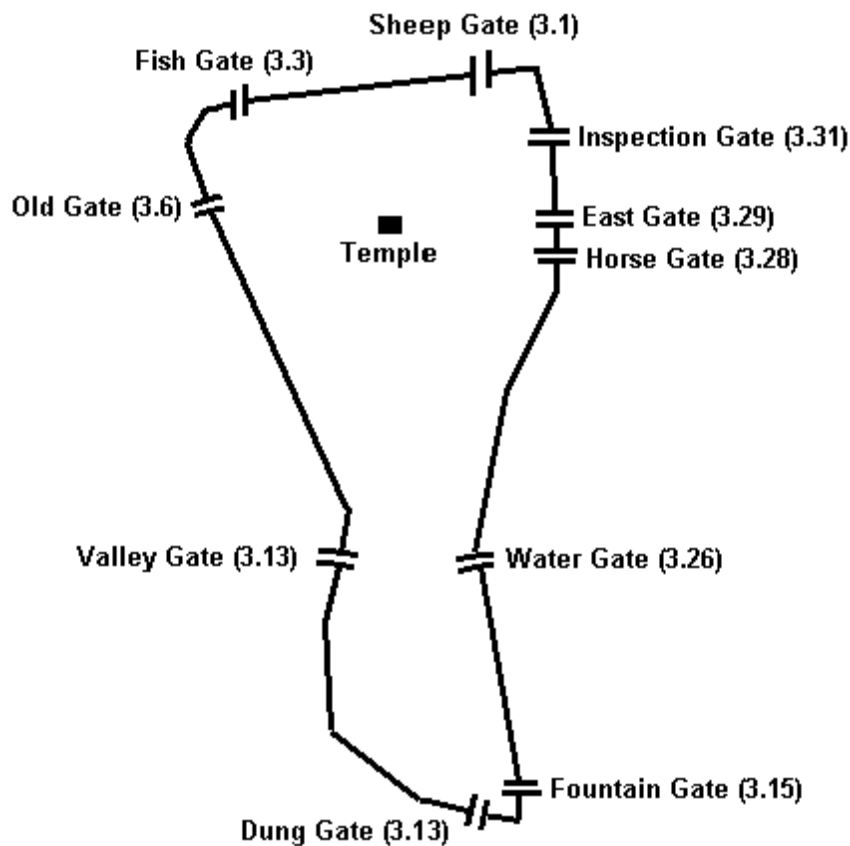 Sheep Gate (3.1)
Fish Gate (3.3)
Inspection Gate (3.31)
Old Gate (3.6)
East Gate (3.29)
Temple
Horse Gate (3.28)
Valley Gate (3.13)
Water Gate (3.26)
Fountain Gate (3.15)
Dung Gate (3.13)